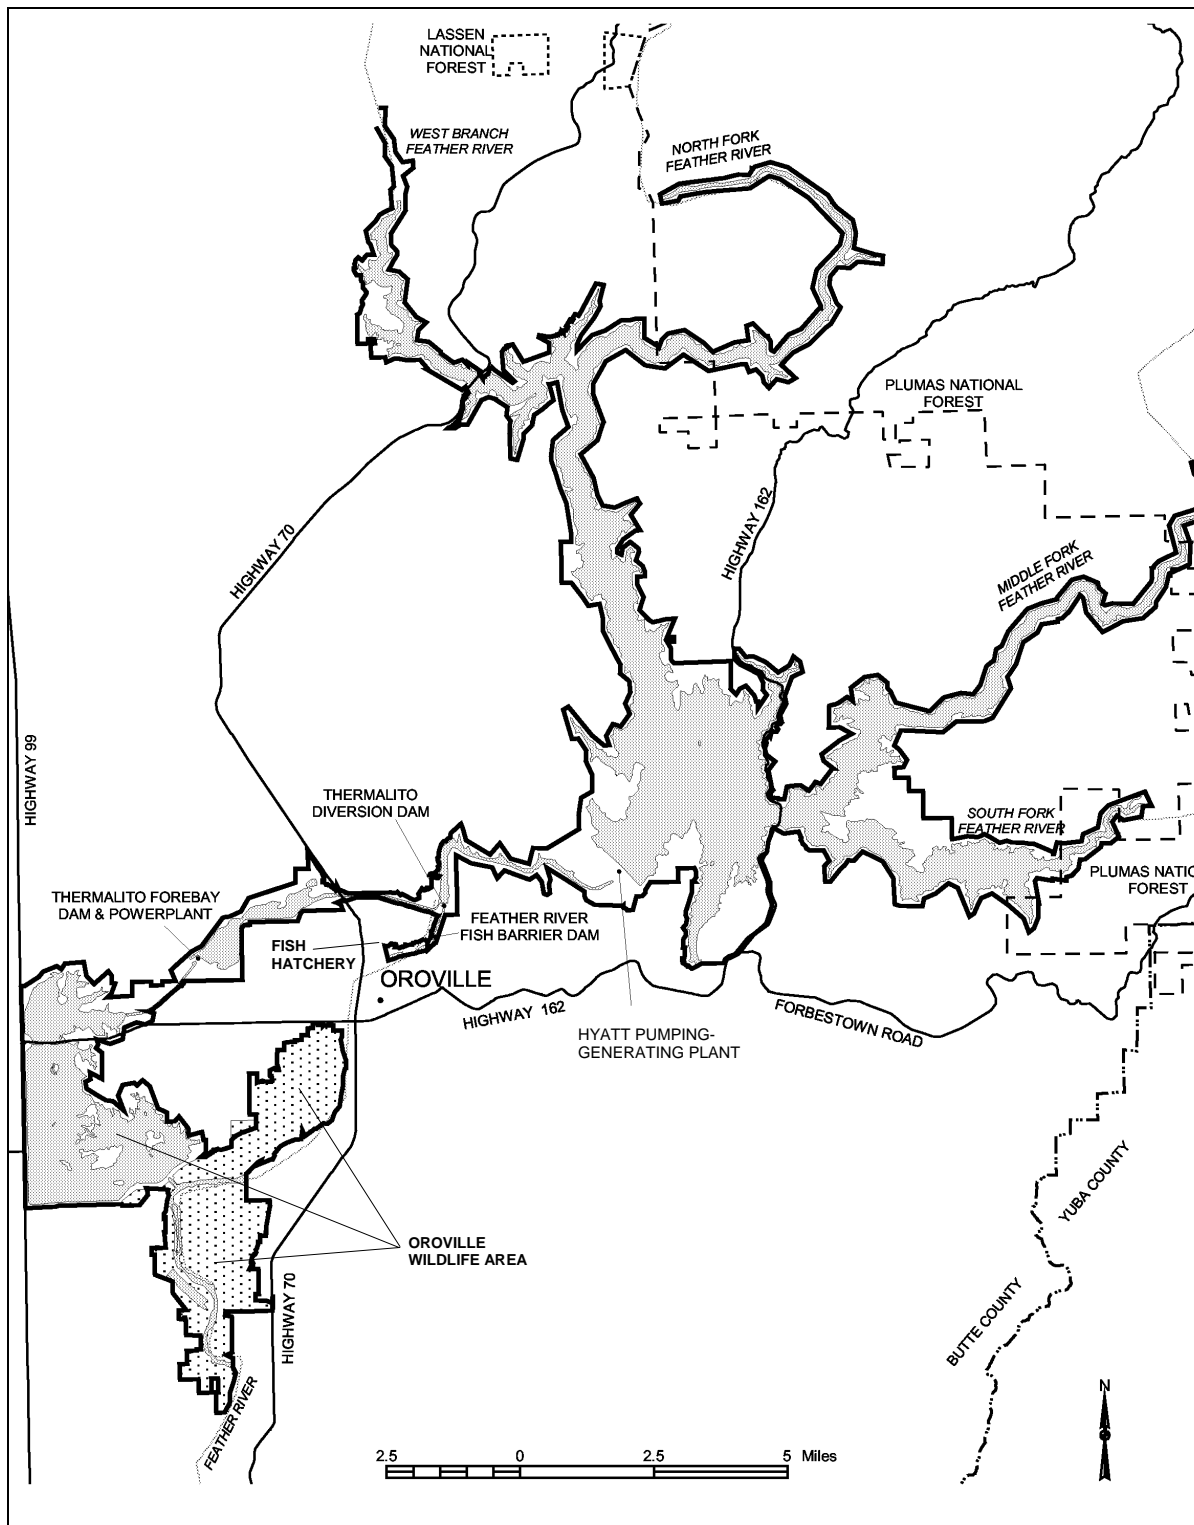 LASSEN
NATIONAL
FOREST
WEST BRANCH
FEATHER RIVER
NORTH FORK
FEATHER RIVER
PLUMAS NATIONAL
FOREST
HIGHWAY 70
HIGHWAY 162
MIDDLE FORK
FEATHER RIVER
HIGHWAY 99
THERMALITO
DIVERSION DAM
SOUTH FORK
FEATHER RIVER
PLUMAS NATIO
FOREST
THERMALITO FOREBAY
DAM & POWERPLANT
FEATHER RIVER
FISH BARRIER DAM
FISH
HATCHERY
OROVILLE
HIGHWAY 162
FORBESTOWN ROAD
HYATT PUMPING-
GENERATING PLANT
YUBA COUNTY
OROVILLE
WILDLIFE AREA
HIGHWAY 70
BUTTE COUNTY
FEATHER RIVER
N
2.5 0 2.5 5 Miles